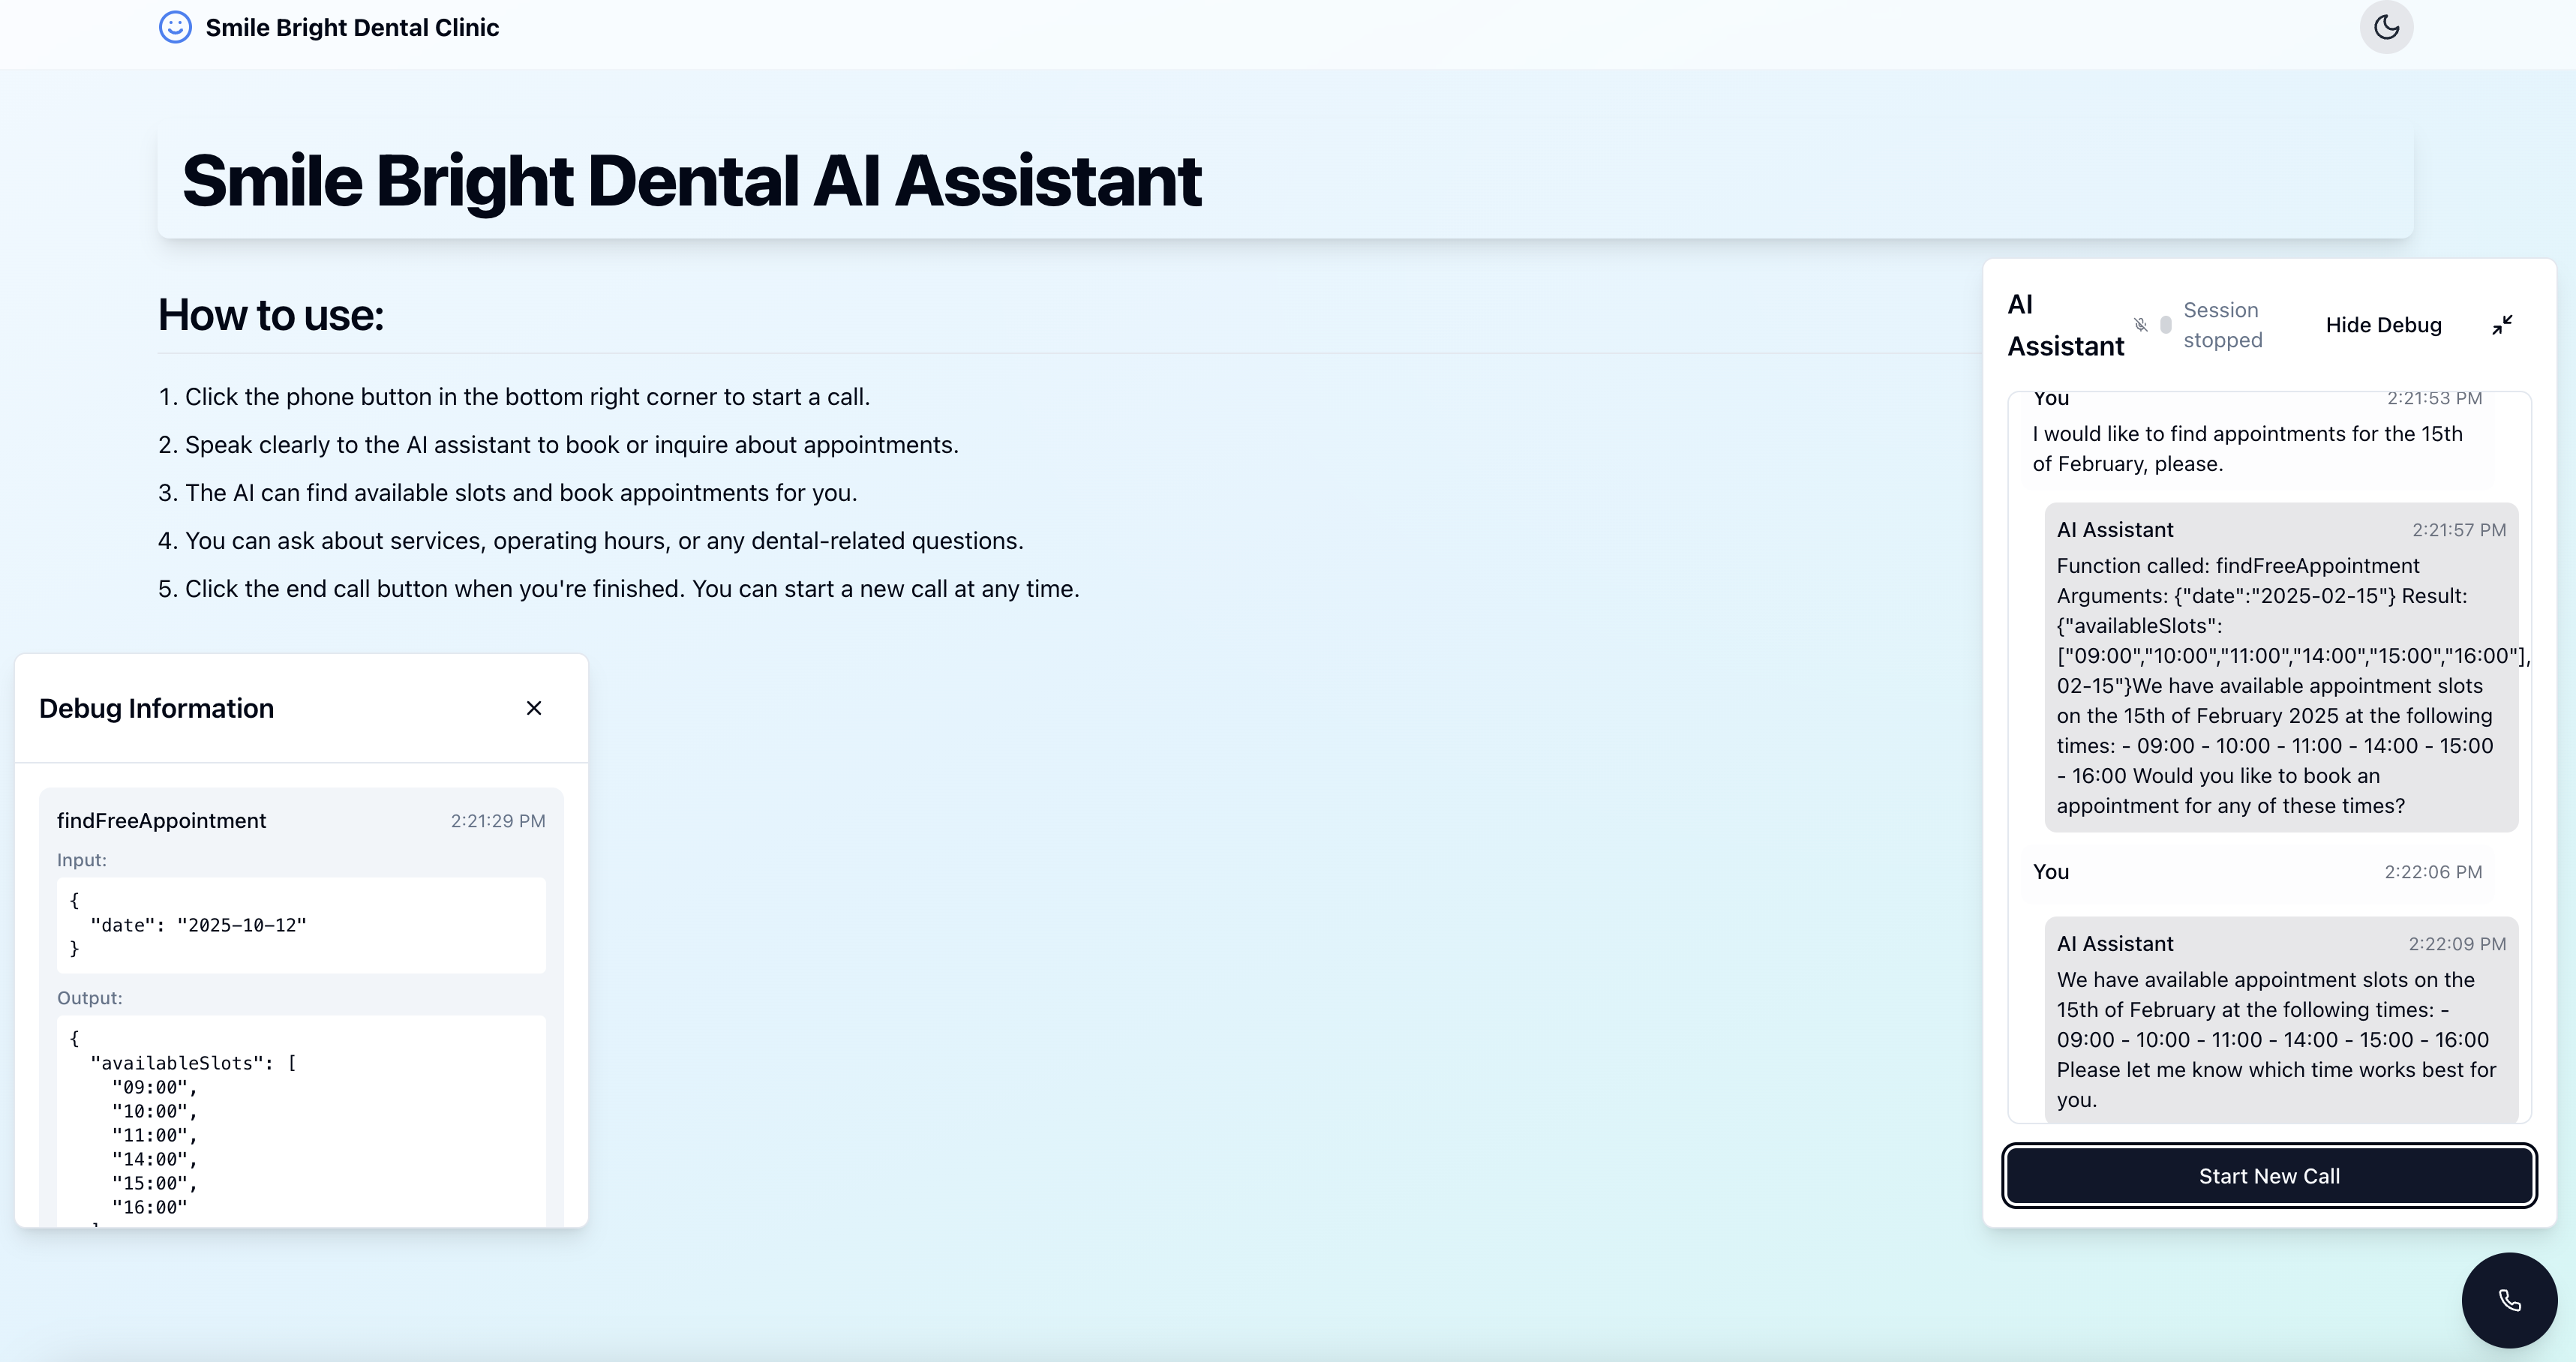 Smile Bright Dental Clinic
Smile Bright Dental AI Assistant
How to use:
1. Click the phone button in the bottom right corner to start a call.
2. Speak clearly to the AI assistant to book or inquire about appointments.
3. The AI can find available slots and book appointments for you.
4. You can ask about services, operating hours, or any dental-related questions.
5. Click the end call button when you're finished. You can start a new call at any time.
Debug Information
findFreeAppointment 2:21:29 PM
Input:
{
"date": "2025-10-12"
}
Output:
{
"availableSlots": [
"09:00",
"10:00",
"11:00",
"14:00",
"15:00",
"16:00"
AI
Assistant
Session
stopped
Hide Debug
You 2:21:53 PM
I would like to find appointments for the 15th
of February, please.
AI Assistant 2:21:57 PM
Function called: findFreeAppointment
Arguments: {"date":"2025-02-15"} Result:
{"availableSlots":
["09:00","10:00","11:00","14:00","15:00","16:00"],
02-15"}We have available appointment slots
on the 15th of February 2025 at the following
times: - 09:00 - 10:00 - 11:00 - 14:00 - 15:00
- 16:00 Would you like to book an
appointment for any of these times?
You 2:22:06 PM
AI Assistant 2:22:09 PM
We have available appointment slots on the
15th of February at the following times: -
09:00 - 10:00 - 11:00 - 14:00 - 15:00 - 16:00
Please let me know which time works best for
you.
Start New Call